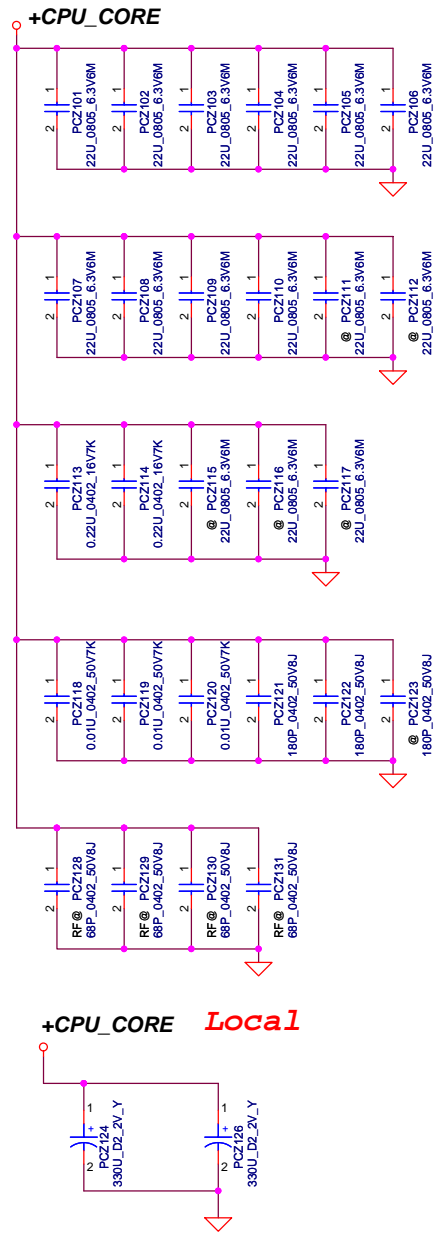 +CPU_CORE
1
2
PCZ101
22U_0805_6.3V6M
1
2
PCZ102
22U_0805_6.3V6M
1
2
PCZ103
22U_0805_6.3V6M
1
2
PCZ104
22U_0805_6.3V6M
1
2
PCZ105
22U_0805_6.3V6M
1
2
PCZ106
22U_0805_6.3V6M
1
2
PCZ107
22U_0805_6.3V6M
1
2
PCZ108
22U_0805_6.3V6M
1
2
PCZ109
22U_0805_6.3V6M
1
2
PCZ110
22U_0805_6.3V6M
1
2
@ PCZ111
22U_0805_6.3V6M
1
2
@ PCZ112
22U_0805_6.3V6M
1
2
PCZ113
0.22U_0402_16V7K
1
2
PCZ114
0.22U_0402_16V7K
1
2
@ PCZ115
22U_0805_6.3V6M
1
2
@ PCZ116
22U_0805_6.3V6M
1
2
@ PCZ117
22U_0805_6.3V6M
1
2
PCZ118
0.01U_0402_50V7K
1
2
PCZ119
0.01U_0402_50V7K
1
2
PCZ120
0.01U_0402_50V7K
1
2
PCZ121
180P_0402_50V8J
1
2
PCZ122
180P_0402_50V8J
1
2
@ PCZ123
180P_0402_50V8J
1
2
RF@ PCZ128
68P_0402_50V8J
1
2
RF@ PCZ129
68P_0402_50V8J
1
2
RF@ PCZ130
68P_0402_50V8J
1
2
RF@ PCZ131
68P_0402_50V8J
+CPU_CORE Local
1
+
2
PCZ124
330U_D2_2V_Y
1
+
2
PCZ126
330U_D2_2V_Y